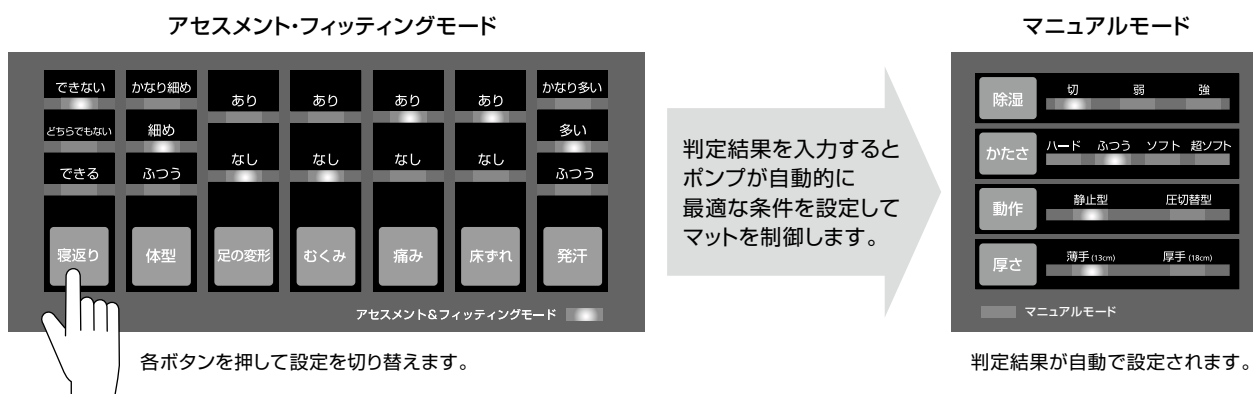 アセスメント・フィッティングモード
できない
どちらでもない
できる
寝返り
かなり細め
細め
ふつう
体型
あり
なし
足の変形
あり
なし
むくみ
あり
なし
痛み
あり
なし
床ずれ
かなり多い
多い
ふつう
発汗
アセスメント&フィッティングモード
各ボタンを押して設定を切り替えます。
判定結果を入力すると
ポンプが自動的に
最適な条件を設定して
マットを制御します。
マニュアルモード
除湿 切 弱 強
かたさ ハード ふつう ソフト 超ソフト
動作 静止型 圧切替型
厚さ 薄手(13cm) 厚手(18cm)
マニュアルモード
判定結果が自動で設定されます。